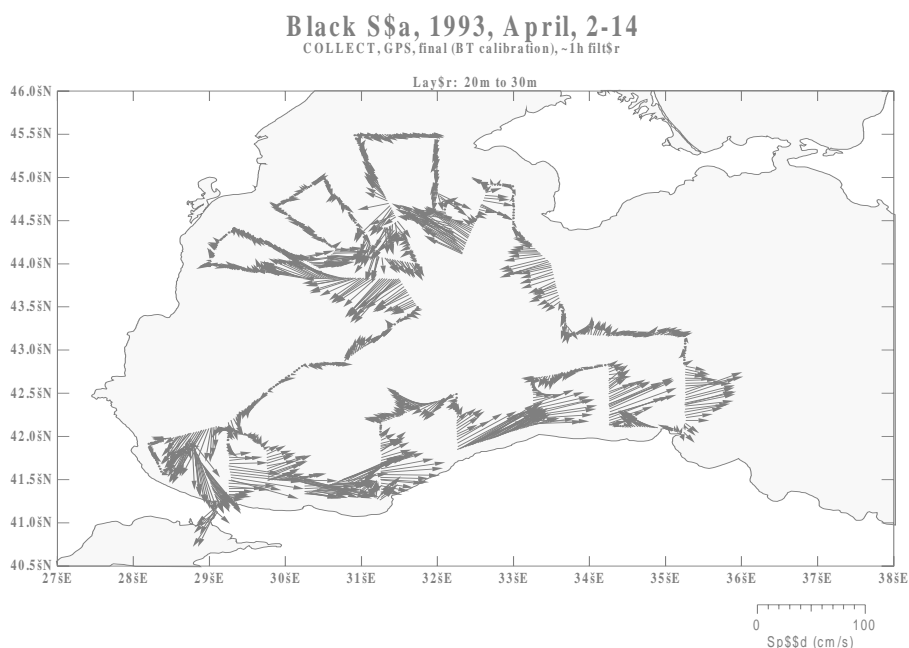 Black S$a, 1993, April, 2-14
COLLECT, GPS, final (BT calibration), ~1h filt$r
Lay$r: 20m to 30m
46.0šN
45.5šN
45.0šN
44.5šN
44.0šN
43.5šN
43.0šN
42.5šN
42.0šN
41.5šN
41.0šN
40.5šN
27šE 28šE 29šE 30šE 31šE 32šE 33šE 34šE 35šE 36šE 37šE 38šE
0 100
Sp$$d (cm/s)